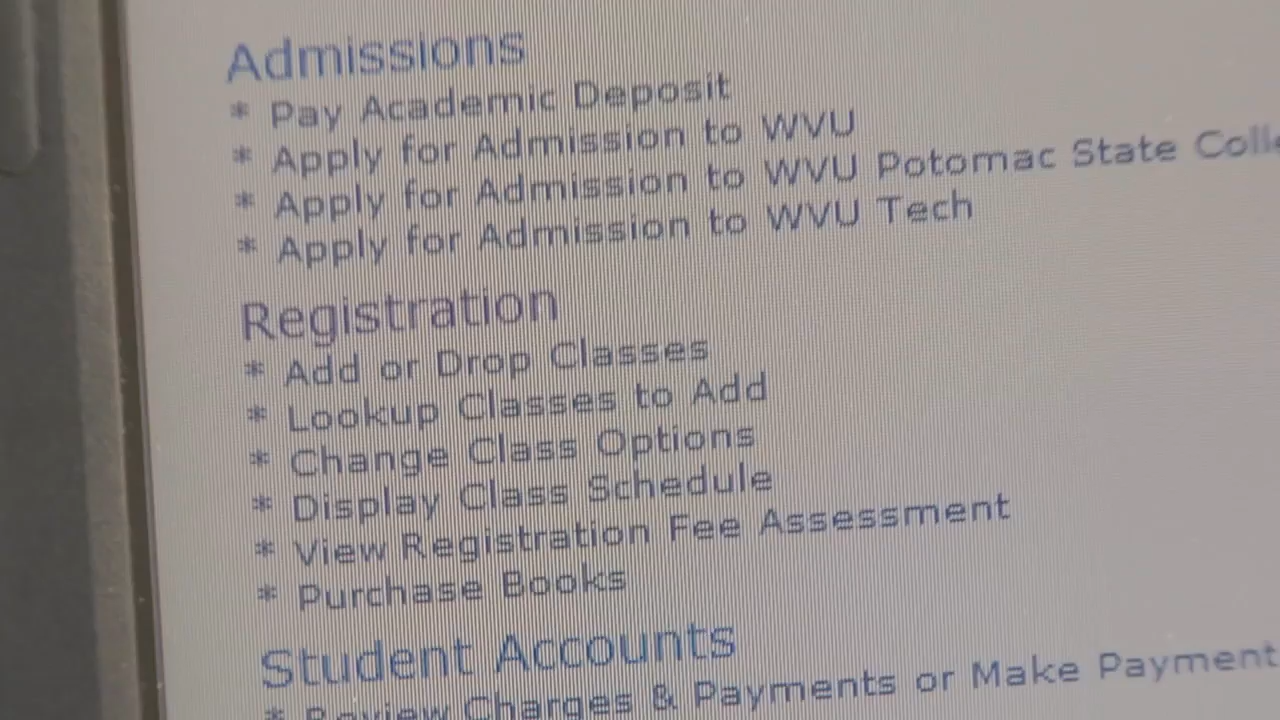 Admissions
* Pay Academic Deposit
* Apply for Admission to WVU
* Apply for Admission to WVU Potomac State
* Apply for Admission to WVU Tech
Registration
* Add or Drop Classes
* Lookup Classes to Add
* Change Class Options
* Display Class Schedule
* View Registration Fee Assessment
* Purchase Books
Student Accounts
* Review Charges & Payments or Make Payment